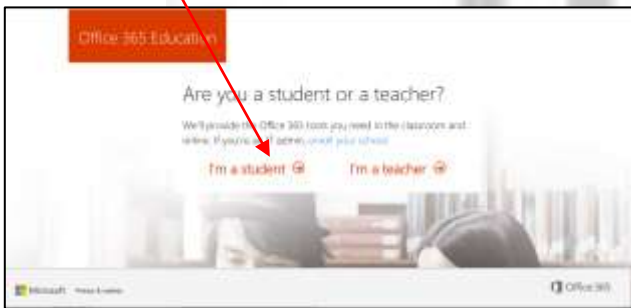 Office 365 Education
Are you a student or a teacher?
We'll provide the Office 365 tools you need in the classroom and
online. If you're an IT admin, enroll your school
I'm a student
I'm a teacher
Microsoft
Office 365